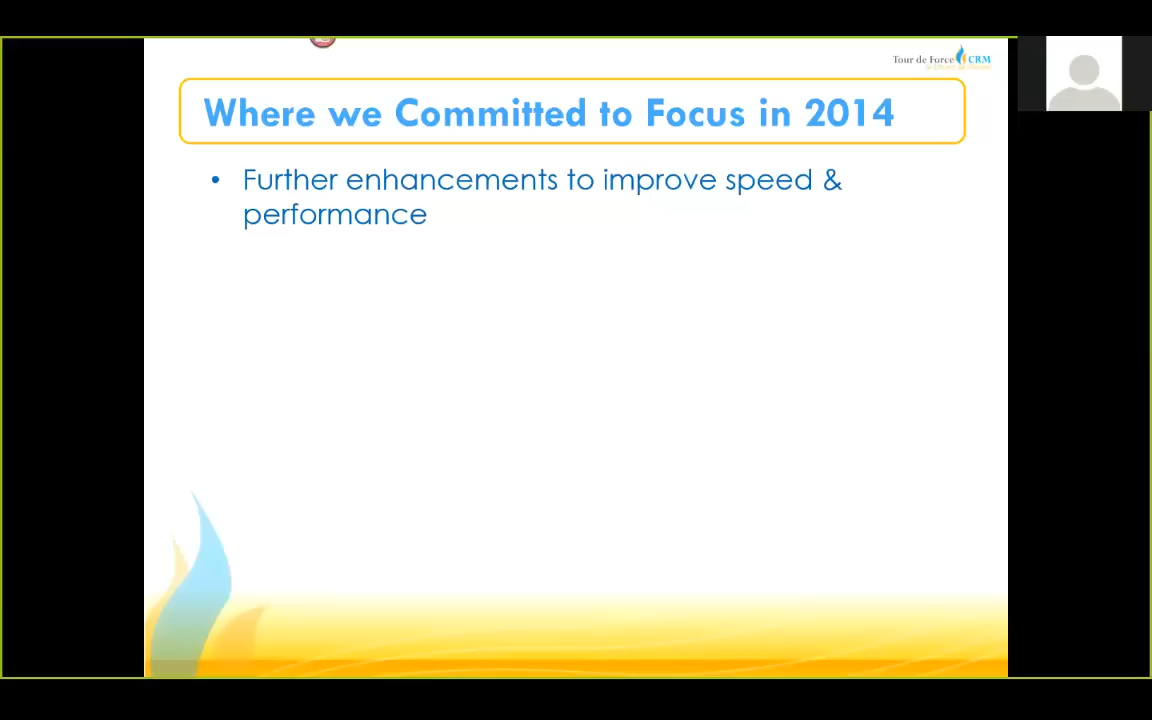 Tour de Force CRM
Where we Committed to Focus in 2014
• Further enhancements to improve speed &
performance